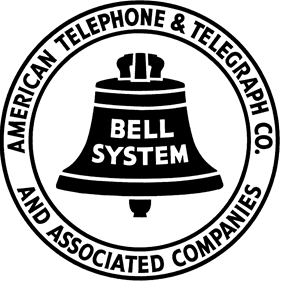 AMERICAN TELEPHONE & TELEGRAPH CO.
BELL
SYSTEM
AND ASSOCIATED COMPANIES